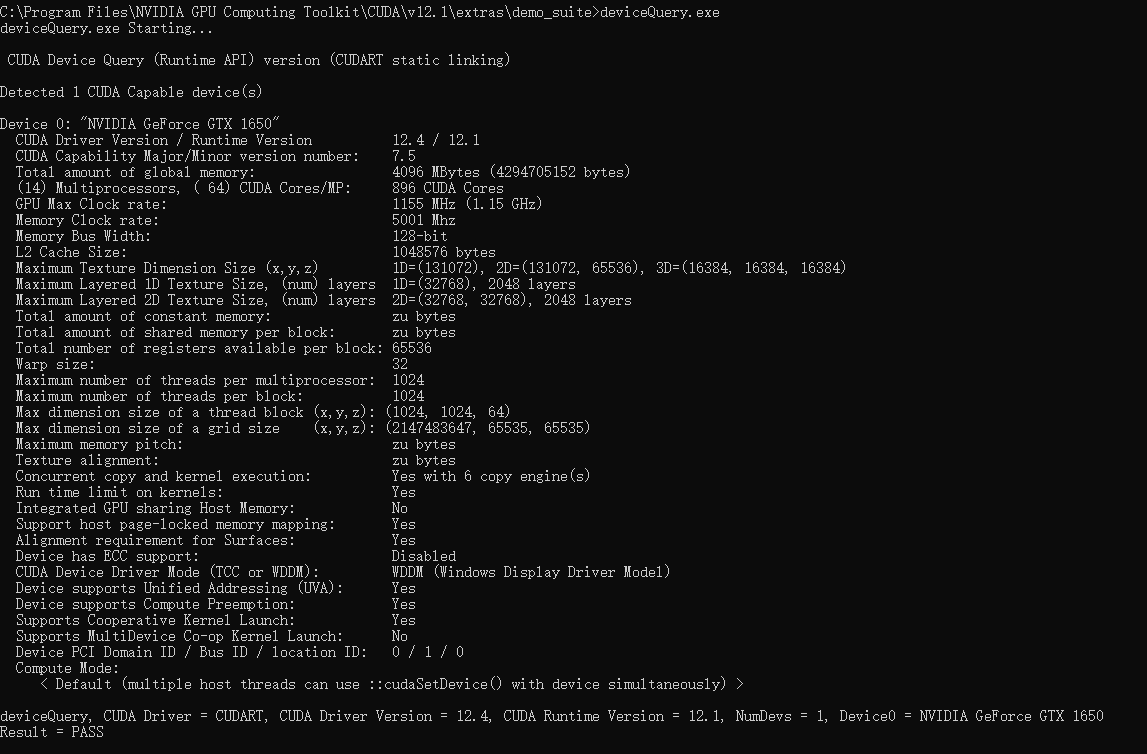 C:\Program Files\NVIDIA GPU Computing Toolkit\CUDA\v12.1\extras\demo_suite>deviceQuery.exe
deviceQuery.exe Starting...
CUDA Device Query (Runtime API) version (CUDART static linking)
Detected 1 CUDA Capable device(s)
Device 0: "NVIDIA GeForce GTX 1650"
CUDA Driver Version / Runtime Version 12.4 / 12.1
CUDA Capability Major/Minor version number: 7.5
Total amount of global memory: 4096 MBytes (4294705152 bytes)
(14) Multiprocessors, ( 64) CUDA Cores/MP: 896 CUDA Cores
GPU Max Clock rate: 1155 MHz (1.15 GHz)
Memory Clock rate: 5001 Mhz
Memory Bus Width: 128-bit
L2 Cache Size: 1048576 bytes
Maximum Texture Dimension Size (x,y,z) 1D=(131072), 2D=(131072, 65536), 3D=(16384, 16384, 16384)
Maximum Layered 1D Texture Size, (num) layers 1D=(32768), 2048 layers
Maximum Layered 2D Texture Size, (num) layers 2D=(32768, 32768), 2048 layers
Total amount of constant memory: zu bytes
Total amount of shared memory per block: zu bytes
Total number of registers available per block: 65536
Warp size: 32
Maximum number of threads per multiprocessor: 1024
Maximum number of threads per block: 1024
Max dimension size of a thread block (x,y,z): (1024, 1024, 64)
Max dimension size of a grid size (x,y,z): (2147483647, 65535, 65535)
Maximum memory pitch: zu bytes
Texture alignment: zu bytes
Concurrent copy and kernel execution: Yes with 6 copy engine(s)
Run time limit on kernels: Yes
Integrated GPU sharing Host Memory: No
Support host page-locked memory mapping: Yes
Alignment requirement for Surfaces: Yes
Device has ECC support: Disabled
CUDA Device Driver Mode (TCC or WDDM): WDDM (Windows Display Driver Model)
Device supports Unified Addressing (UVA): Yes
Device supports Compute Preemption: Yes
Supports Cooperative Kernel Launch: Yes
Supports MultiDevice Co-op Kernel Launch: No
Device PCI Domain ID / Bus ID / location ID: 0 / 1 / 0
Compute Mode:
< Default (multiple host threads can use ::cudaSetDevice() with device simultaneously) >
deviceQuery, CUDA Driver = CUDART, CUDA Driver Version = 12.4, CUDA Runtime Version = 12.1, NumDevs = 1, Device0 = NVIDIA GeForce GTX 1650
Result = PASS